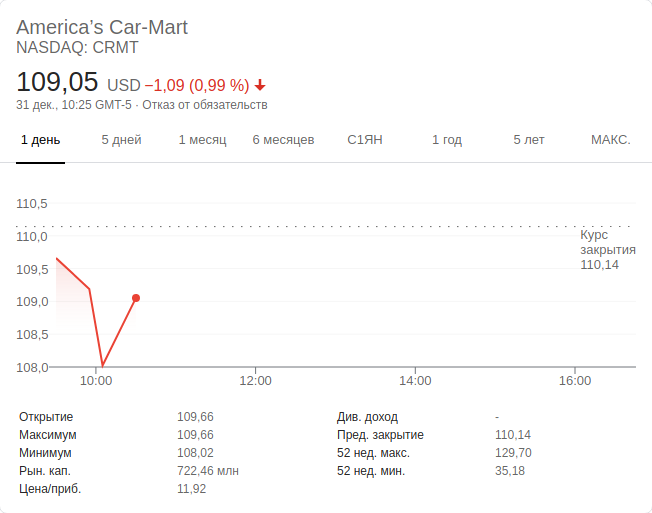 America’s Car-Mart
NASDAQ: CRMT
109,05 USD −1,09 (0,99 %)
31 дек., 10:25 GMT-5 · Отказ от обязательств
1 день 5 дней 1 месяц 6 месяцев С1ЯН 1 год 5 лет МАКС.
110,5
110,0
109,5
109,0
108,5
108,0
Курс
закрытия
110,14
10:00 12:00 14:00 16:00
Открытие 109,66 Див. доход -
Максимум 109,66 Пред. закрытие 110,14
Минимум 108,02 52 нед. макс. 129,70
Рын. кап. 722,46 млн 52 нед. мин. 35,18
Цена/приб. 11,92